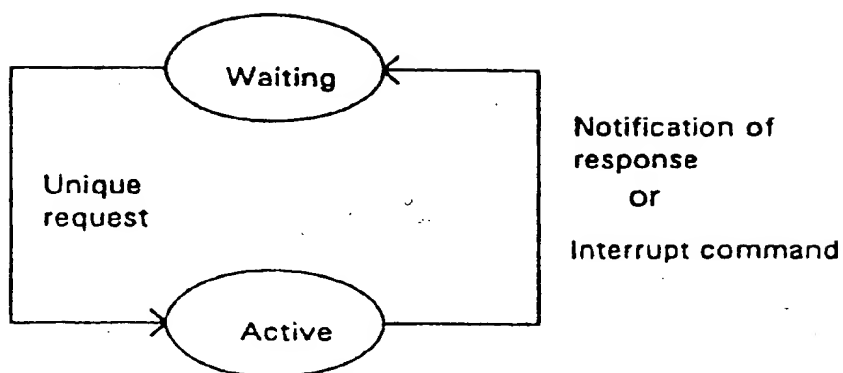 Waiting
Unique
request
Notification of
response
or
Interrupt command
Active